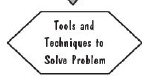 Tools and
Techniques to
Solve Problem